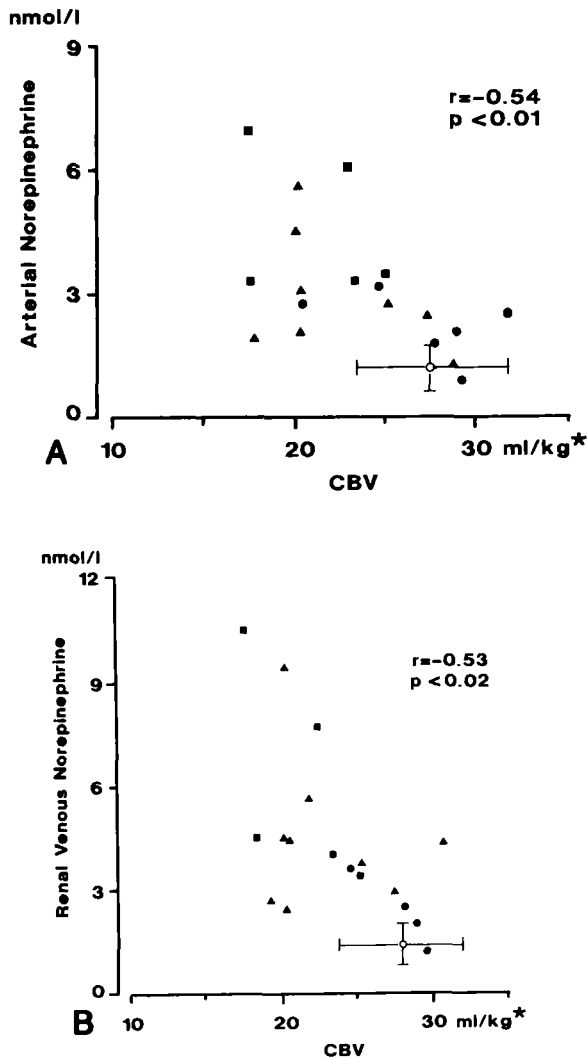 nmol/l
9
r=-0.54
p <0.01
6
Arterial Norepinephrine
3
0
A
10
20
30 ml/kg*
CBV
nmol/l
12
r=-0.53
p <0.02
9
Renal Venous Norepinephrine
6
3
0
B
10
20
30 ml/kg*
CBV